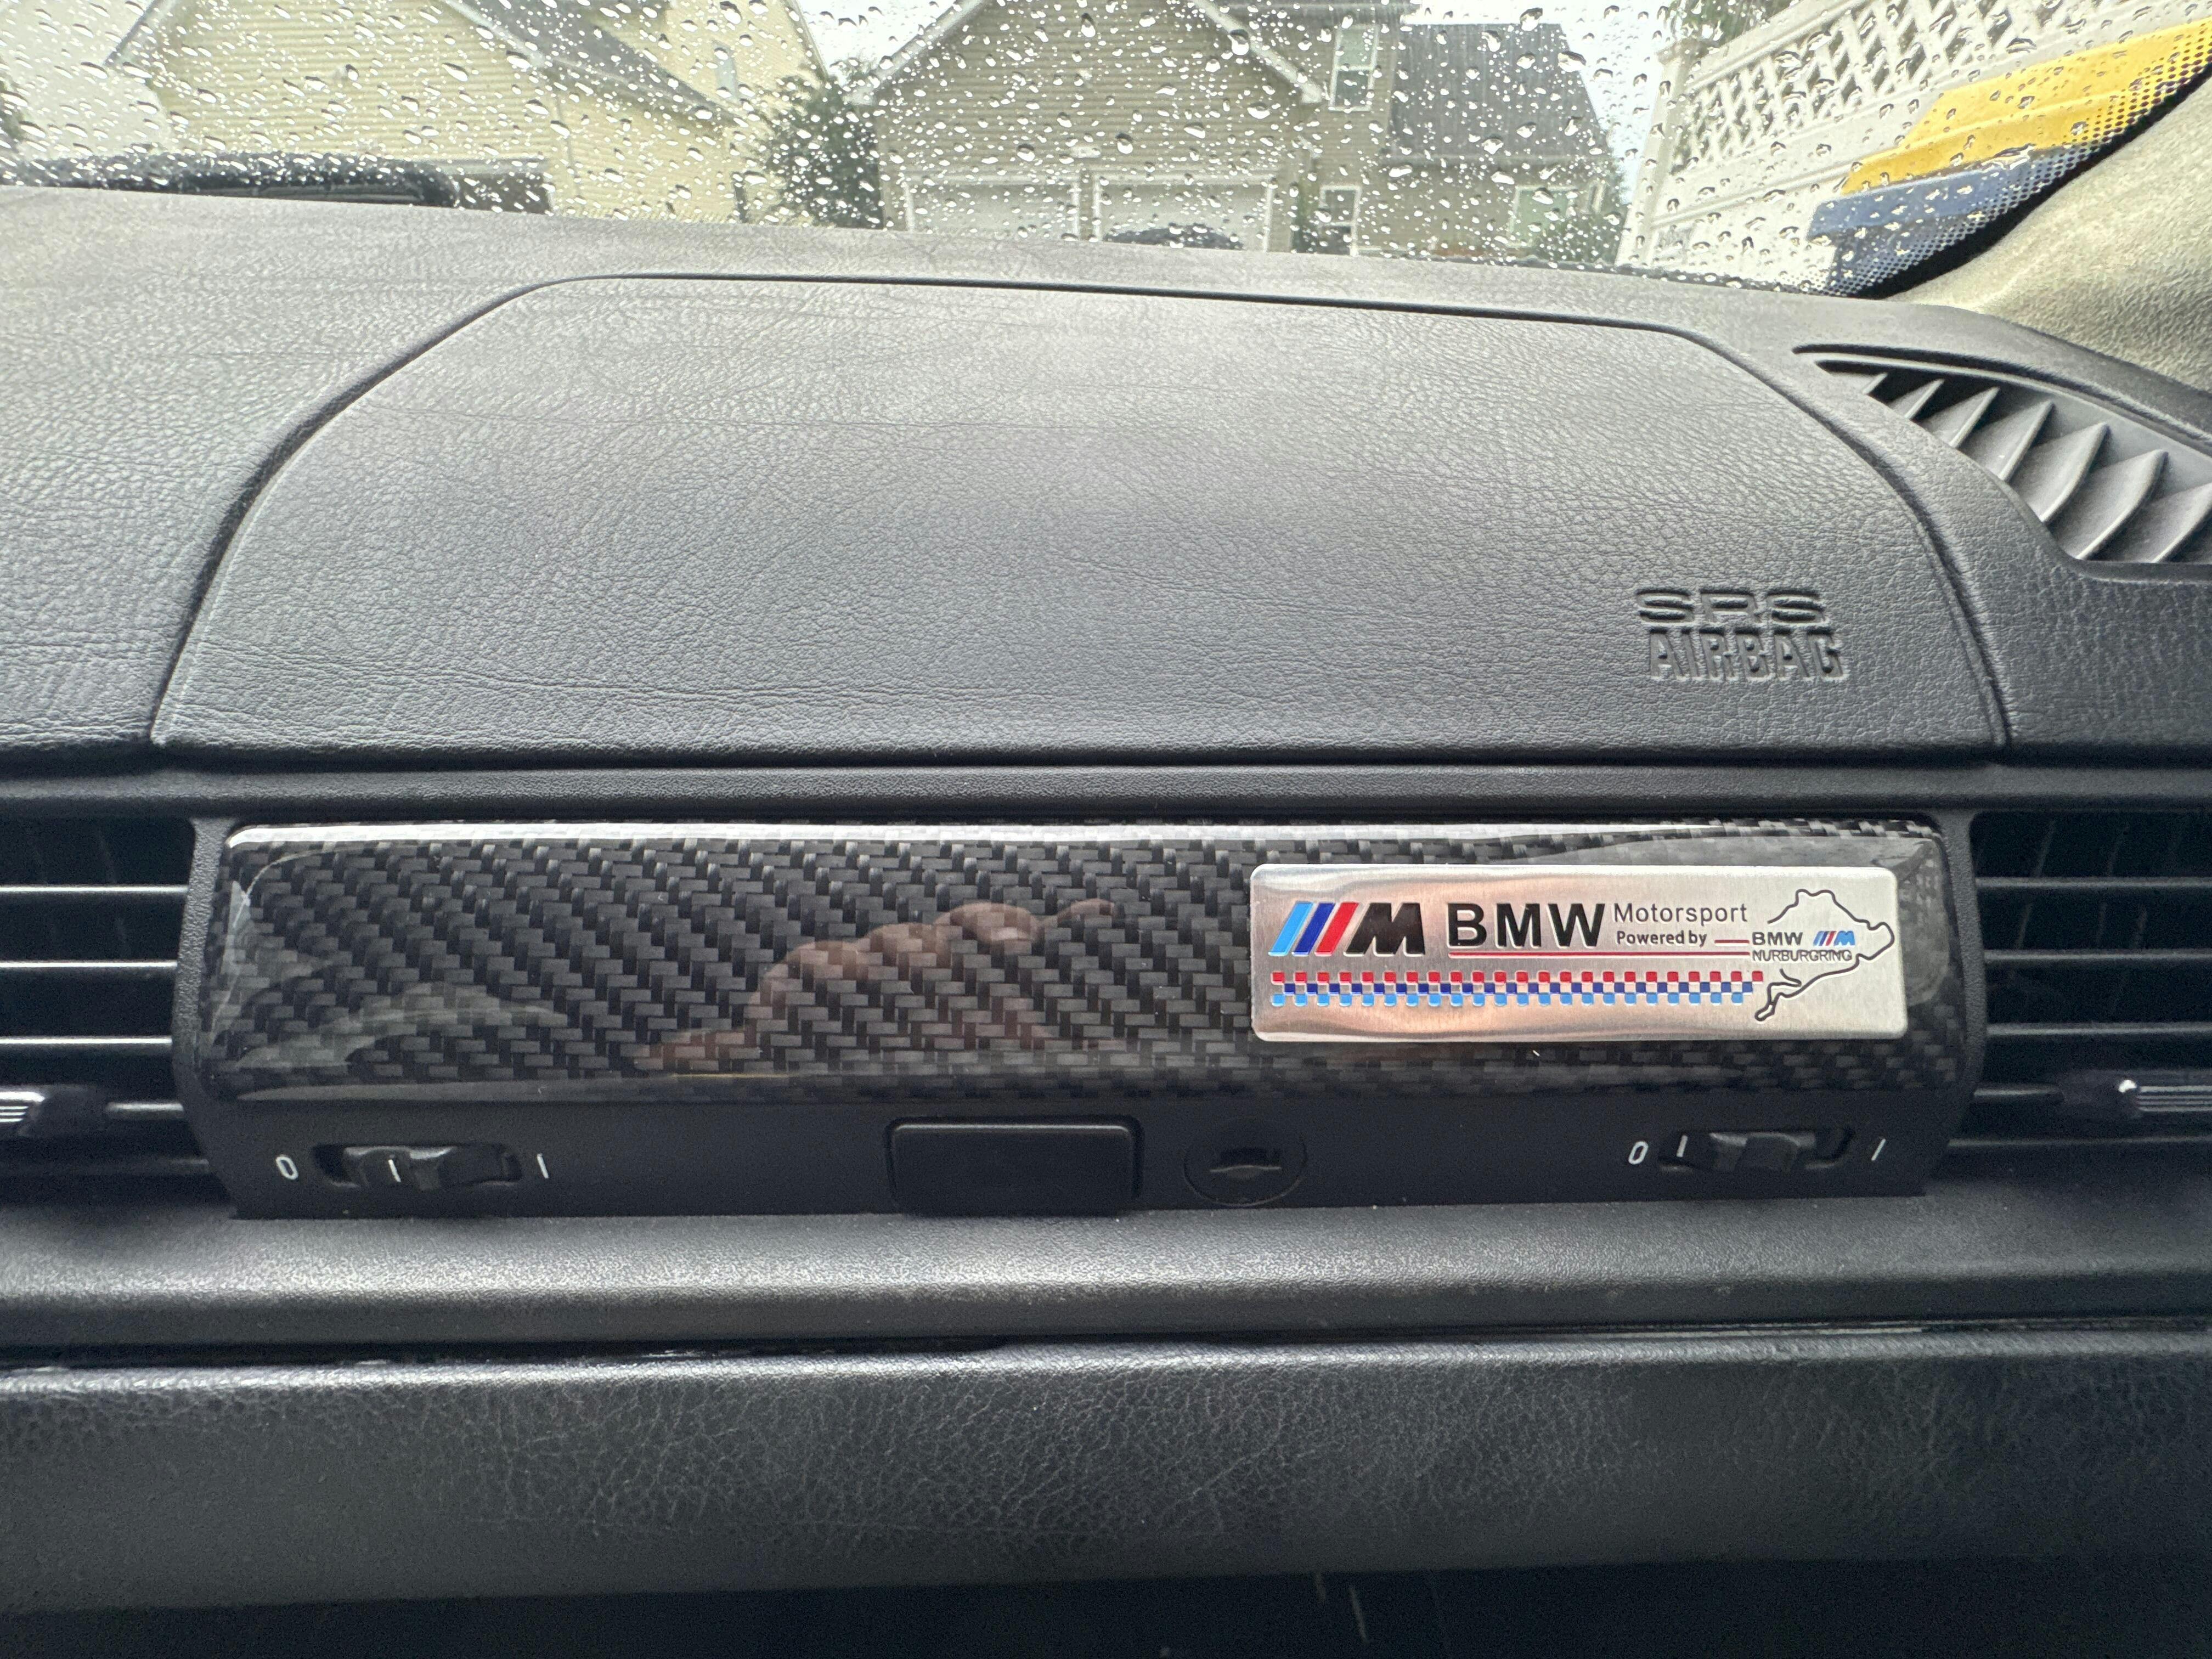 SRS
AIRBAG
M BMW Motorsport
Powered by BMW M
NURBURGRING
0 I 0 I